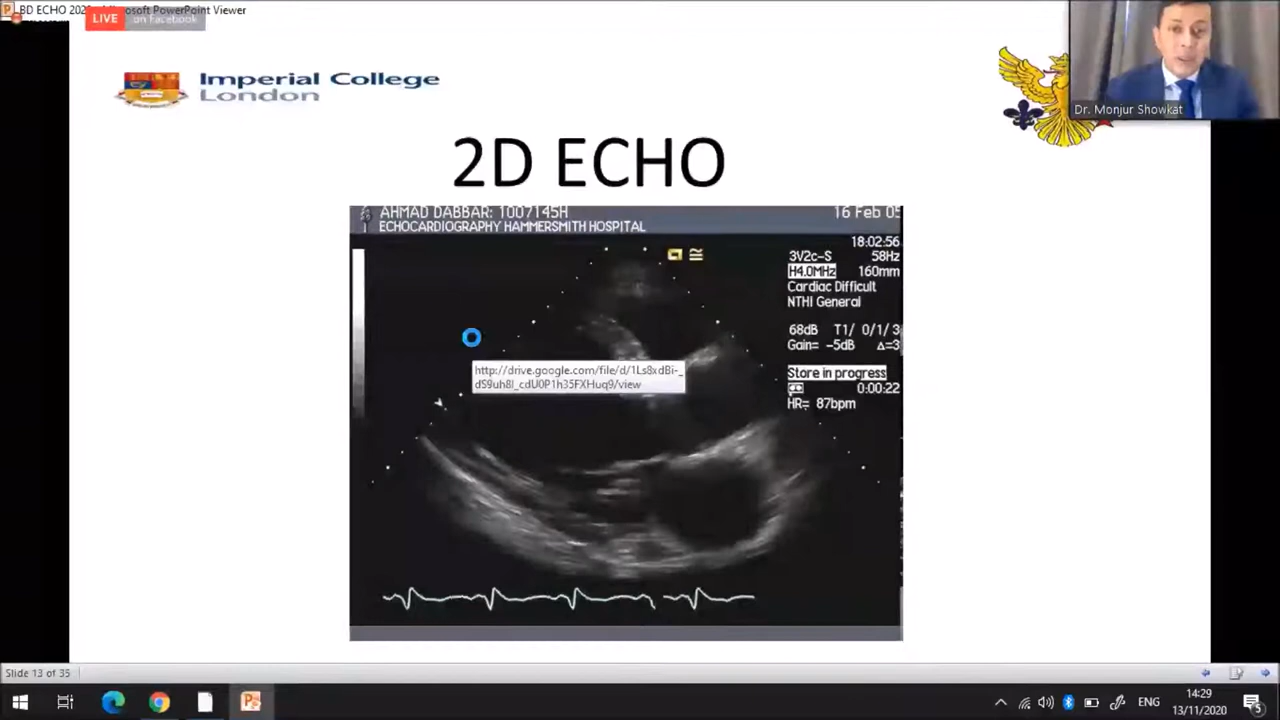 BD ECHO 202
osoft PowerPoint Viewer
LIVE
on Facebook
Dr. Monjur Showkat
Imperial College
London
2D ECHO
AHMAD DABBAR: 1007145H
16 Feb 05
ECHOCARDIOGRAPHY HAMMERSMITH HOSPITAL
18:02:56
3V2c-S 58Hz
H4.0MHz 160mm
Cardiac Difficult
NTHI General
68dB T1/ 0/1/ 3
Gain= -5dB Δ=3
Store in progress
0:00:22
HR= 87bpm
http://drive.google.com/file/d/1Ls8xdBi-_
dS9uh8l_cdU0P1h35FXHuq9/view
Slide 13 of 35
ENG
14:29
13/11/2020
5